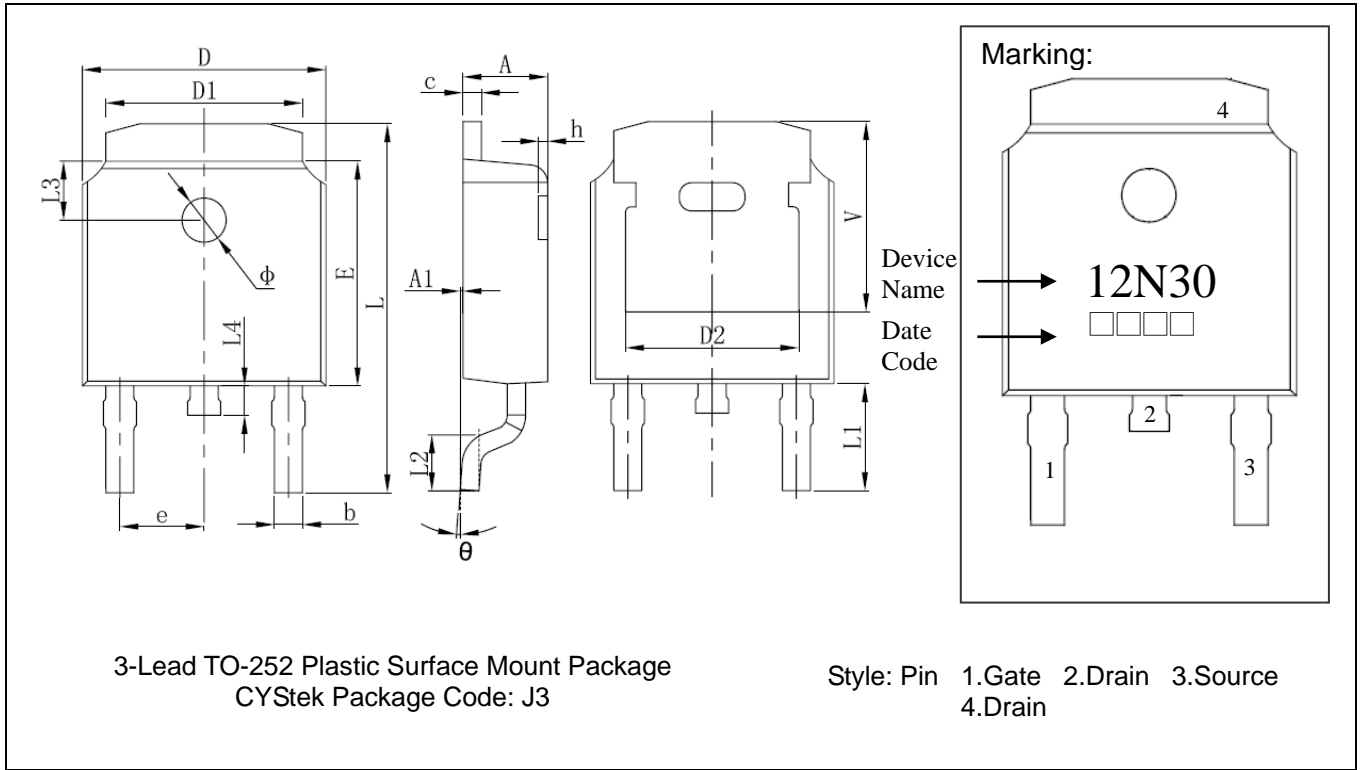 D
D1
L3
ϕ
E
L
L4
e
b
A
c
h
A1
L2
θ
V
D2
L1
Marking:
4
Device
Name
12N30
Date
Code
□□□□
2
1
3
3-Lead TO-252 Plastic Surface Mount Package
CYStek Package Code: J3
Style: Pin 1.Gate 2.Drain 3.Source
4.Drain